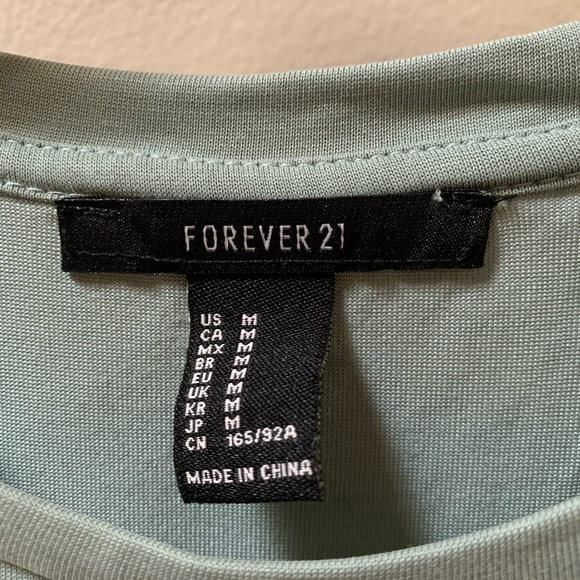 FOREVER 21
US M
CA M
MX M
BR M
EU M
UK M
KR M
JP M
CN 165/92A
MADE IN CHINA